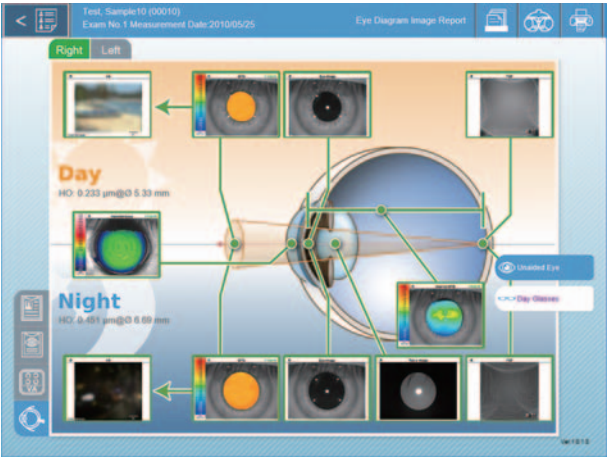 Test, Sample10 (00010)
Exam No.1 Measurement Date:2010/05/25
Eye Diagram Image Report
Right
Left
Day
HO: 0.233 µm@Ø 5.33 mm
Unaided Eye
Day Glasses
Night
HO: 0.451 µm@Ø 6.69 mm